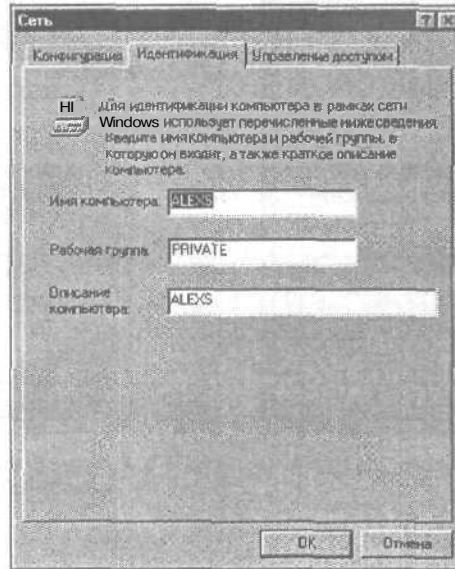 Сеть
Конфигурация Идентификация Управление доступом
HI Для идентификации компьютера в рамках сети
Windows использует перечисленные ниже сведения.
Введите имя компьютера и рабочей группы, в
которую он входит, а также краткое описание
компьютера.
Имя компьютера: ALEXS
Рабочая группа: PRIVATE
Описание
компьютера: ALEXS
OK Отмена